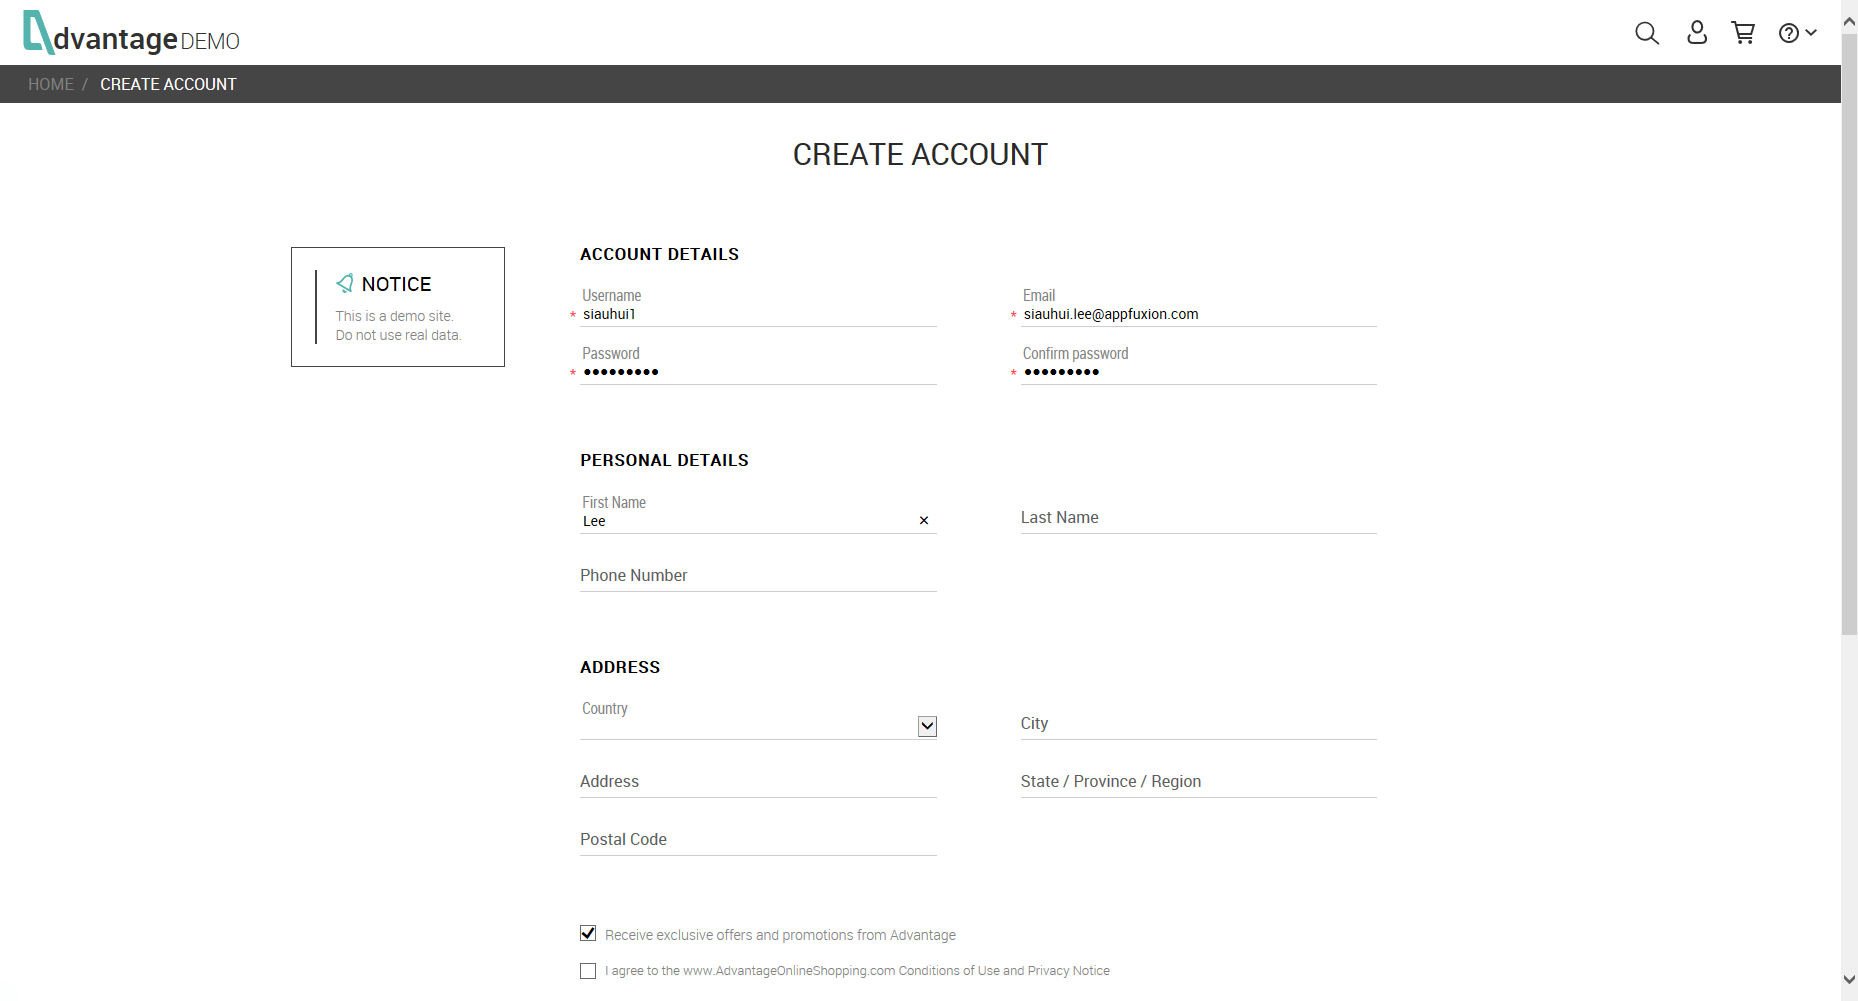 AdvantageDEMO
HOME / CREATE ACCOUNT
CREATE ACCOUNT
NOTICE
This is a demo site.
Do not use real data.
ACCOUNT DETAILS
Username
* siauhui1
Email
* siauhui.lee@appfuxion.com
Password
* •••••••••
Confirm password
* •••••••••
PERSONAL DETAILS
First Name
Lee ×
Last Name
Phone Number
ADDRESS
Country
City
Address
State / Province / Region
Postal Code
Receive exclusive offers and promotions from Advantage
I agree to the www.AdvantageOnlineShopping.com Conditions of Use and Privacy Notice